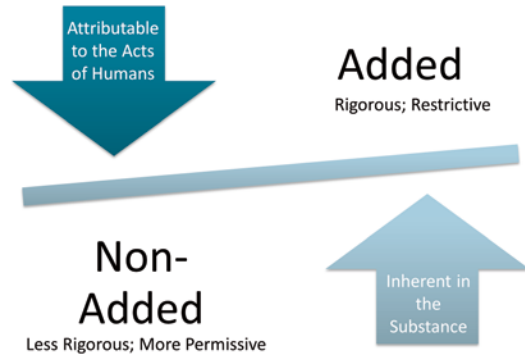 Attributable
to the Acts
of Humans
Added
Rigorous; Restrictive
Non-
Added
Less Rigorous; More Permissive
Inherent in
the
Substance